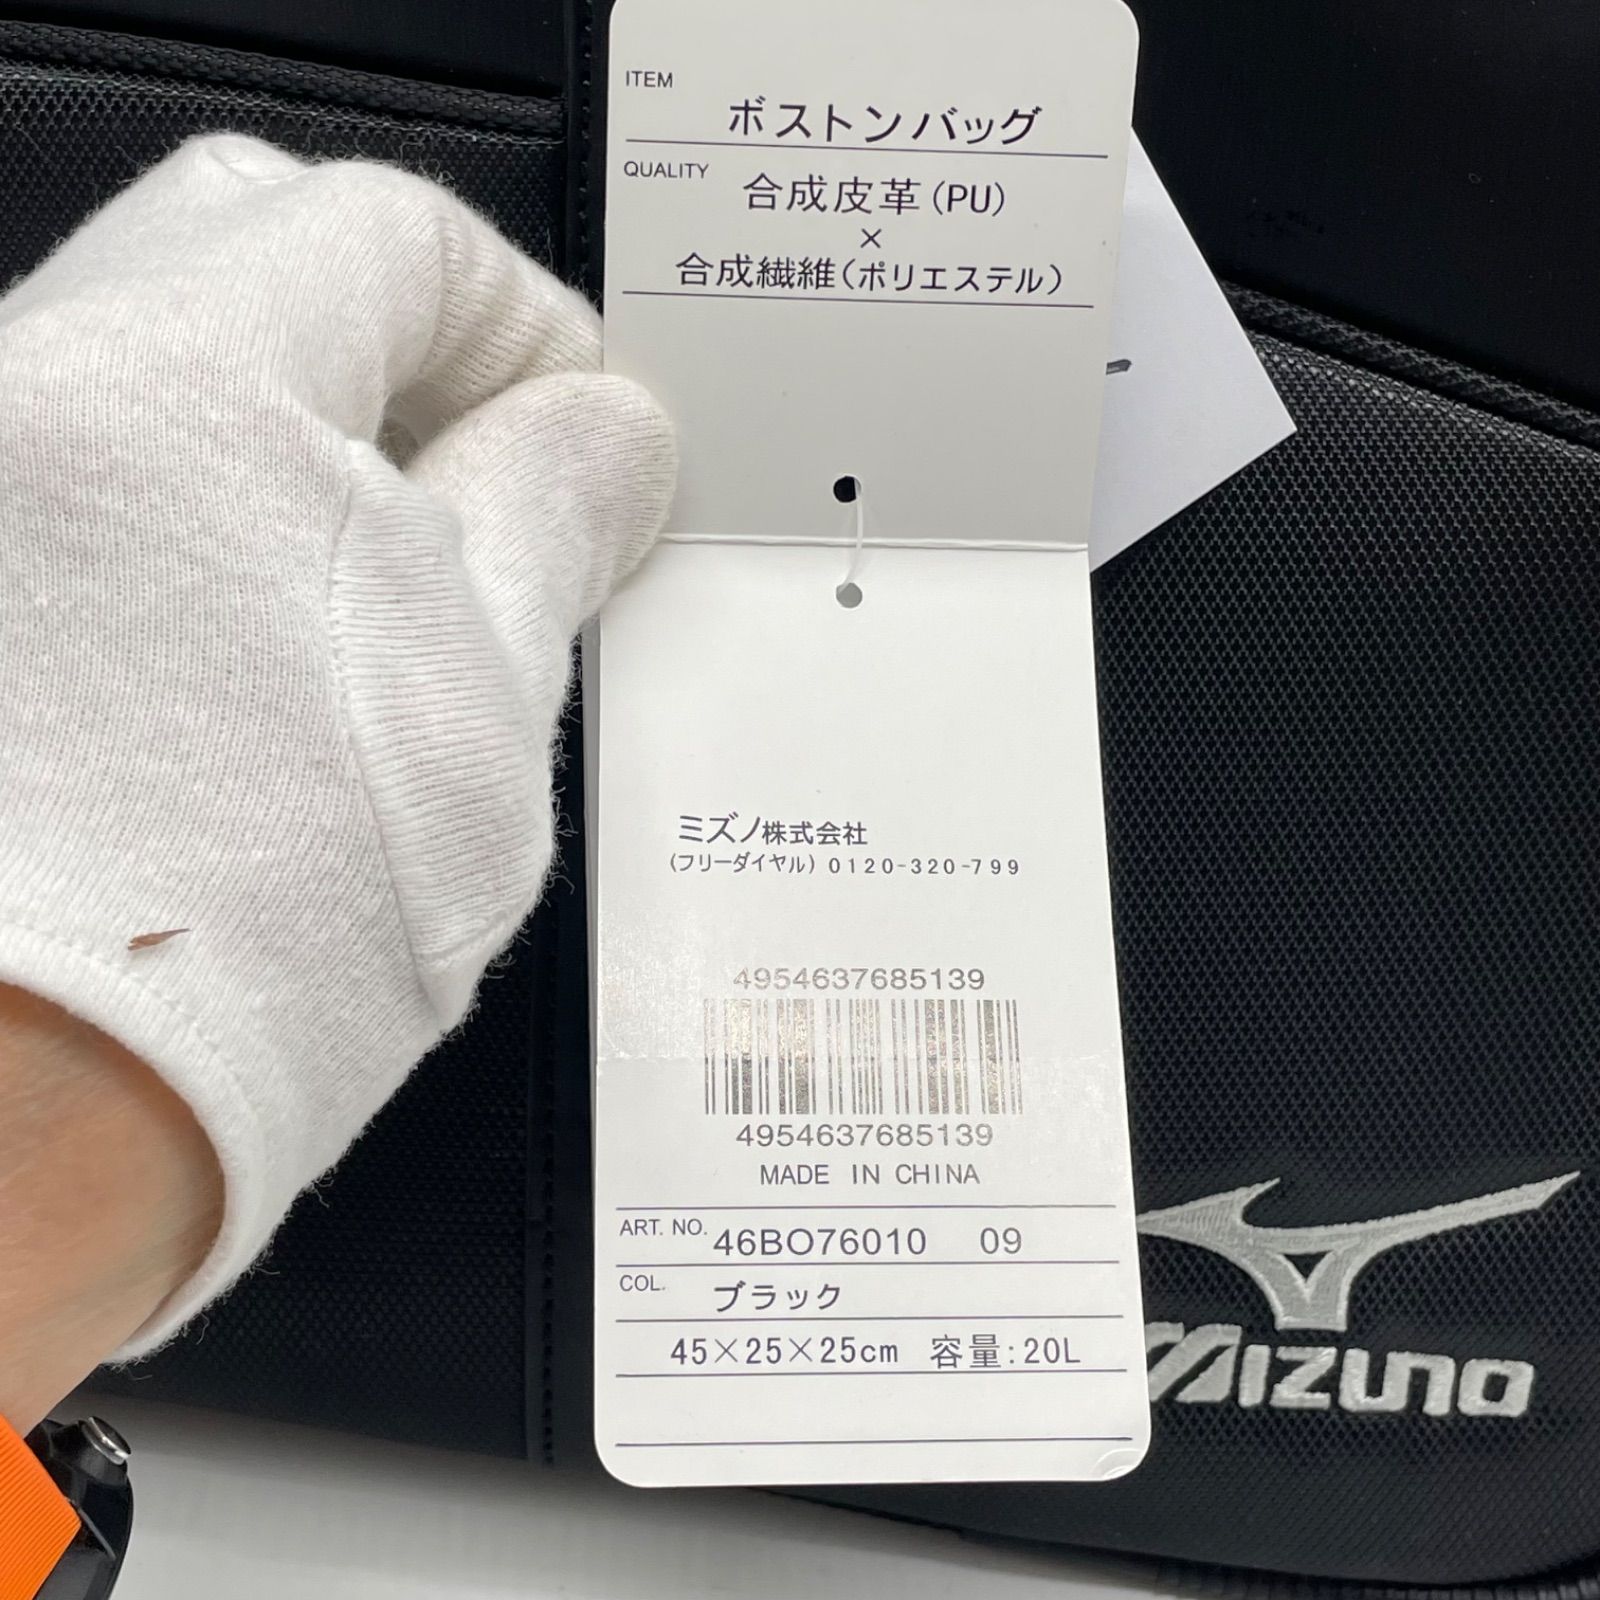 ITEM
ボストンバッグ
QUALITY
合成皮革(PU)
×
合成繊維(ポリエステル)
ミズノ株式会社
(フリーダイヤル) 0120-320-799
4954637685139
4954637685139
MADE IN CHINA
ART. NO. 46BO76010 09
COL. ブラック
45×25×25cm 容量:20L
MIZUNO